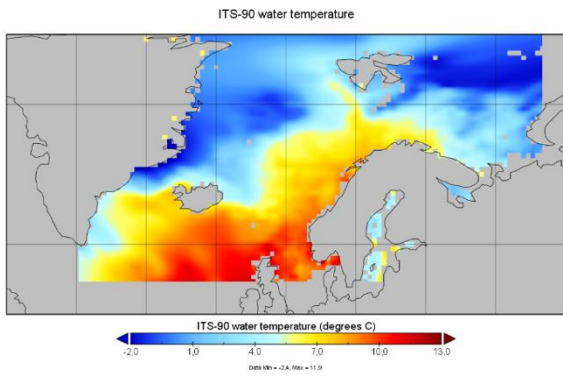 ITS-90 water temperature
ITS-90 water temperature (degrees C)
-2,0 1,0 4,0 7,0 10,0 13,0
Data Min = -2,4, Max = 11,9